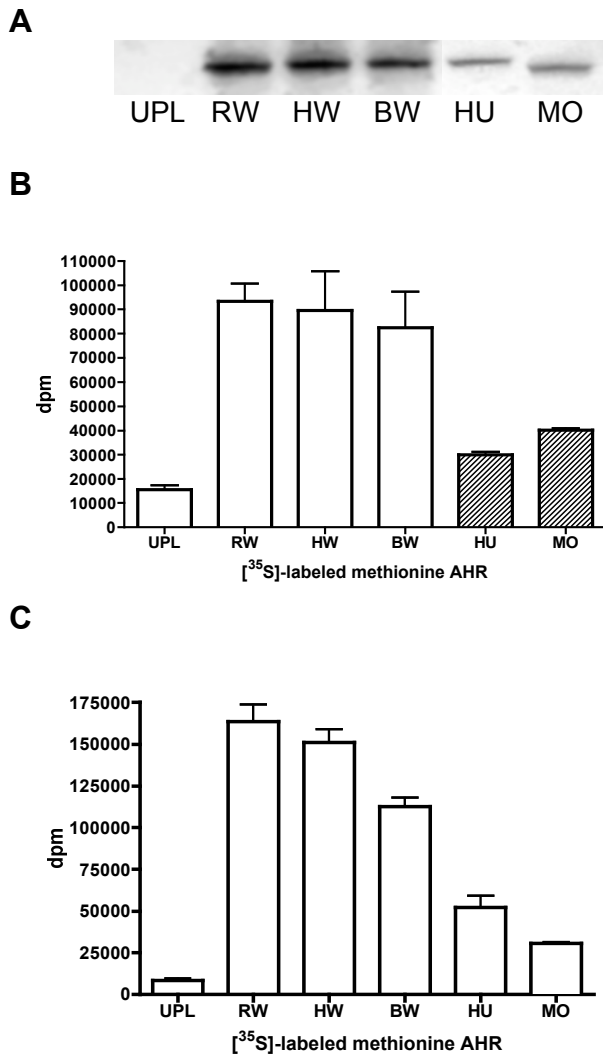 A
UPL RW HW BW HU MO
B
110000
100000
90000
80000
70000
60000
50000
40000
30000
20000
10000
0
dpm
UPL RW HW BW HU MO
[³⁵S]-labeled methionine AHR
C
175000
150000
125000
100000
75000
50000
25000
0
dpm
UPL RW HW BW HU MO
[³⁵S]-labeled methionine AHR